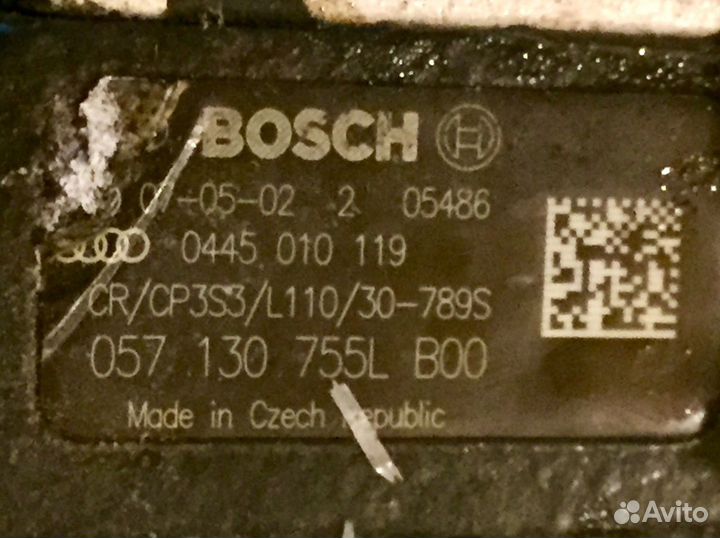 BOSCH
05-02 2 05486
0445 010 119
CR/CP3S3/L110/30-789S
057 130 755L B00
Made in Czech Republic
Avito